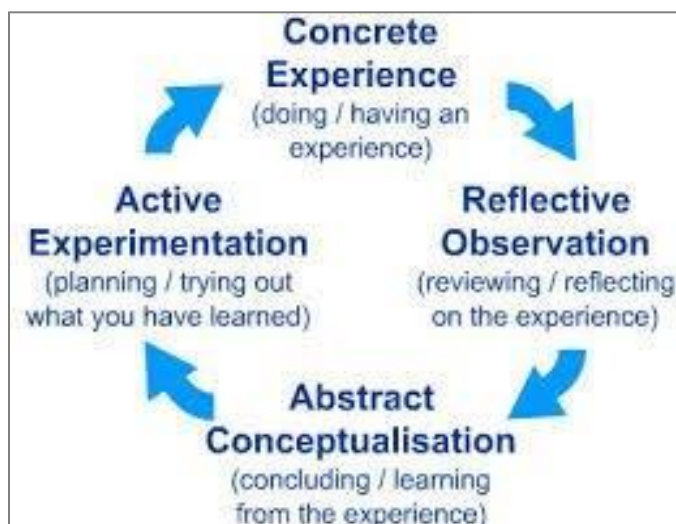 Concrete
Experience
(doing / having an
experience)
Reflective
Observation
(reviewing / reflecting
on the experience)
Abstract
Conceptualisation
(concluding / learning
from the experience)
Active
Experimentation
(planning / trying out
what you have learned)